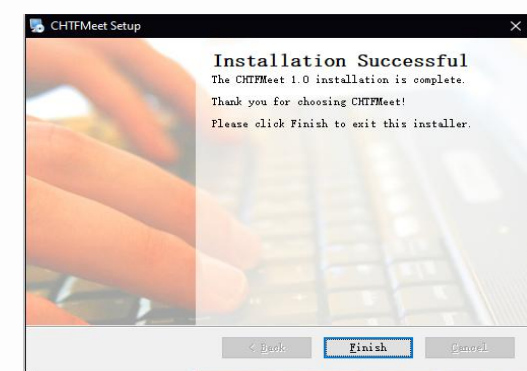 CHTFMeet Setup
Installation Successful
The CHTFMeet 1.0 installation is complete.
Thank you for choosing CHTFMeet!
Please click Finish to exit this installer.
< Back
Finish
Cancel